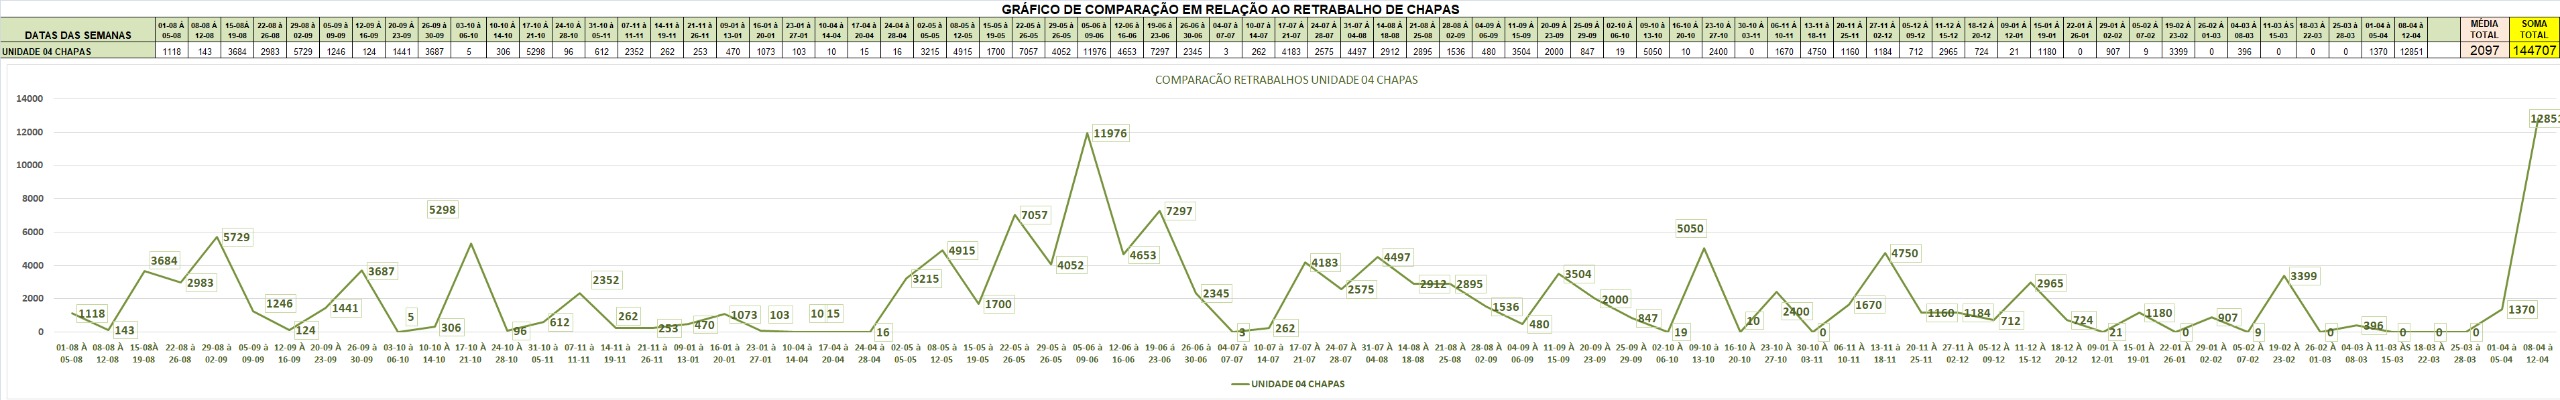 GRÁFICO DE COMPARAÇÃO EM RELAÇÃO AO RETRABALHO DE CHAPAS
DATAS DAS SEMANAS 01-08 À 05-08 08-08 À 12-08 15-08À 19-08 22-08 à 26-08 29-08 à 02-09 05-09 à 09-09 12-09 À 16-09 20-09 À 23-09 26-09 à 30-09 03-10 à 06-10 10-10 À 14-10 17-10 À 21-10 24-10 À 28-10 31-10 à 05-11 07-11 à 11-11 14-11 à 19-11 21-11 à 26-11 09-01 à 13-01 16-01 à 20-01 23-01 à 27-01 10-04 à 14-04 17-04 à 20-04 24-04 à 28-04 02-05 à 05-05 08-05 à 12-05 15-05 à 19-05 22-05 à 26-05 29-05 à 26-05 05-06 à 09-06 12-06 à 16-06 19-06 à 23-06 26-06 à 30-06 04-07 à 07-07 10-07 à 14-07 17-07 À 21-07 24-07 À 28-07 31-07 À 04-08 14-08 À 18-08 21-08 À 25-08 28-08 À 02-09 04-09 À 06-09 11-09 À 15-09 20-09 À 23-09 25-09 À 29-09 02-10 À 06-10 09-10 à 13-10 16-10 À 20-10 23-10 À 27-10 30-10 À 03-11 06-11 À 10-11 13-11 à 18-11 20-11 À 25-11 27-11 À 02-12 05-12 À 09-12 11-12 À 15-12 18-12 À 20-12 09-01 À 12-01 15-01 À 19-01 22-01 À 26-01 29-01 À 02-02 05-02 À 07-02 19-02 À 23-02 26-02 À 01-03 04-03 À 08-03 11-03 ÀS 15-03 18-03 À 22-03 25-03 à 28-03 01-04 à 05-04 08-04 à 12-04 MÉDIA TOTAL SOMA TOTAL
UNIDADE 04 CHAPAS 1118 143 3684 2983 5729 1246 124 1441 3687 5 306 5298 96 612 2352 262 253 470 1073 103 10 15 16 3215 4915 1700 7057 4052 11976 4653 7297 2345 3 262 4183 2575 4497 2912 2895 1536 480 3504 2000 847 19 5050 10 2400 0 1670 4750 1160 1184 712 2965 724 21 1180 0 907 9 3399 0 396 0 0 0 1370 12851 2097 144707
COMPARACÃO RETRABALHOS UNIDADE 04 CHAPAS
14000
12000
10000
8000
6000
4000
2000
0
1118 143 3684 2983 5729 1246 124 1441 3687 5 306 5298 96 612 2352 262 253 470 1073 103 10 15 16 3215 4915 1700 7057 4052 11976 4653 7297 2345 3 262 4183 2575 4497 2912 2895 1536 480 3504 2000 847 19 5050 10 2400 0 1670 4750 1160 1184 712 2965 724 21 1180 0 907 9 3399 0 396 0 0 0 1370 12851
01-08 À 08-08 À 15-08À 22-08 à 29-08 à 05-09 à 12-09 À 20-09 À 26-09 à 03-10 à 10-10 À 17-10 À 24-10 À 31-10 à 07-11 à 14-11 à 21-11 à 09-01 à 16-01 à 23-01 à 10-04 à 17-04 à 24-04 à 02-05 à 08-05 à 15-05 à 22-05 à 29-05 à 05-06 à 12-06 à 19-06 à 26-06 à 04-07 à 10-07 à 17-07 À 24-07 À 31-07 À 14-08 À 21-08 À 28-08 À 04-09 À 11-09 À 20-09 À 25-09 À 02-10 À 09-10 à 16-10 À 23-10 À 30-10 À 06-11 À 13-11 à 20-11 À 27-11 À 05-12 À 11-12 À 18-12 À 09-01 À 15-01 À 22-01 À 29-01 À 05-02 À 19-02 À 26-02 À 04-03 À 11-03 ÀS 18-03 À 25-03 à 01-04 à 08-04 à
05-08 12-08 19-08 26-08 02-09 09-09 16-09 23-09 30-09 06-10 14-10 21-10 28-10 05-11 11-11 19-11 26-11 13-01 20-01 27-01 14-04 20-04 28-04 05-05 12-05 19-05 26-05 26-05 09-06 16-06 23-06 30-06 07-07 14-07 21-07 28-07 04-08 18-08 25-08 02-09 06-09 15-09 23-09 29-09 06-10 13-10 20-10 27-10 03-11 10-11 18-11 25-11 02-12 09-12 15-12 20-12 12-01 19-01 26-01 02-02 07-02 23-02 01-03 08-03 15-03 22-03 28-03 05-04 12-04
UNIDADE 04 CHAPAS